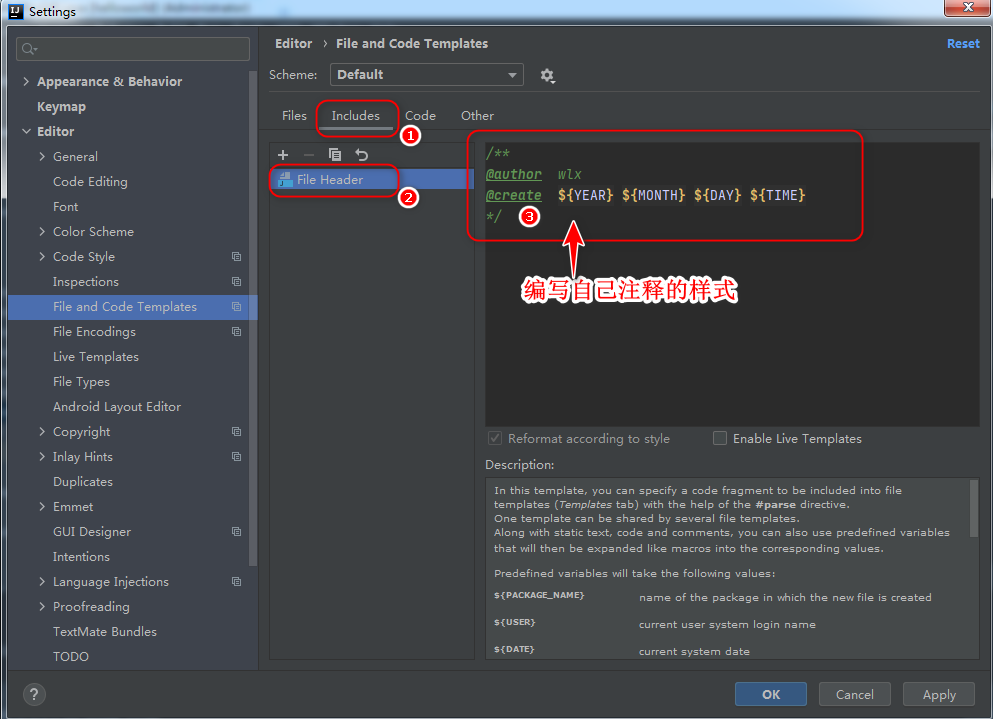 Settings
Editor › File and Code Templates
Reset
Scheme: Default
Appearance & Behavior
Keymap
Editor
General
Code Editing
Font
Color Scheme
Code Style
Inspections
File and Code Templates
File Encodings
Live Templates
File Types
Android Layout Editor
Copyright
Inlay Hints
Duplicates
Emmet
GUI Designer
Intentions
Language Injections
Proofreading
TextMate Bundles
TODO
Files Includes Code Other
1
File Header
2
/**
@author wlx
@create ${YEAR} ${MONTH} ${DAY} ${TIME}
*/
3
编写自己注释的样式
Reformat according to style
Enable Live Templates
Description:
In this template, you can specify a code fragment to be included into file
templates (Templates tab) with the help of the #parse directive.
One template can be shared by several file templates.
Along with static text, code and comments, you can also use predefined variables
that will then be expanded like macros into the corresponding values.
Predefined variables will take the following values:
${PACKAGE_NAME} name of the package in which the new file is created
${USER} current user system login name
${DATE} current system date
?
OK Cancel Apply